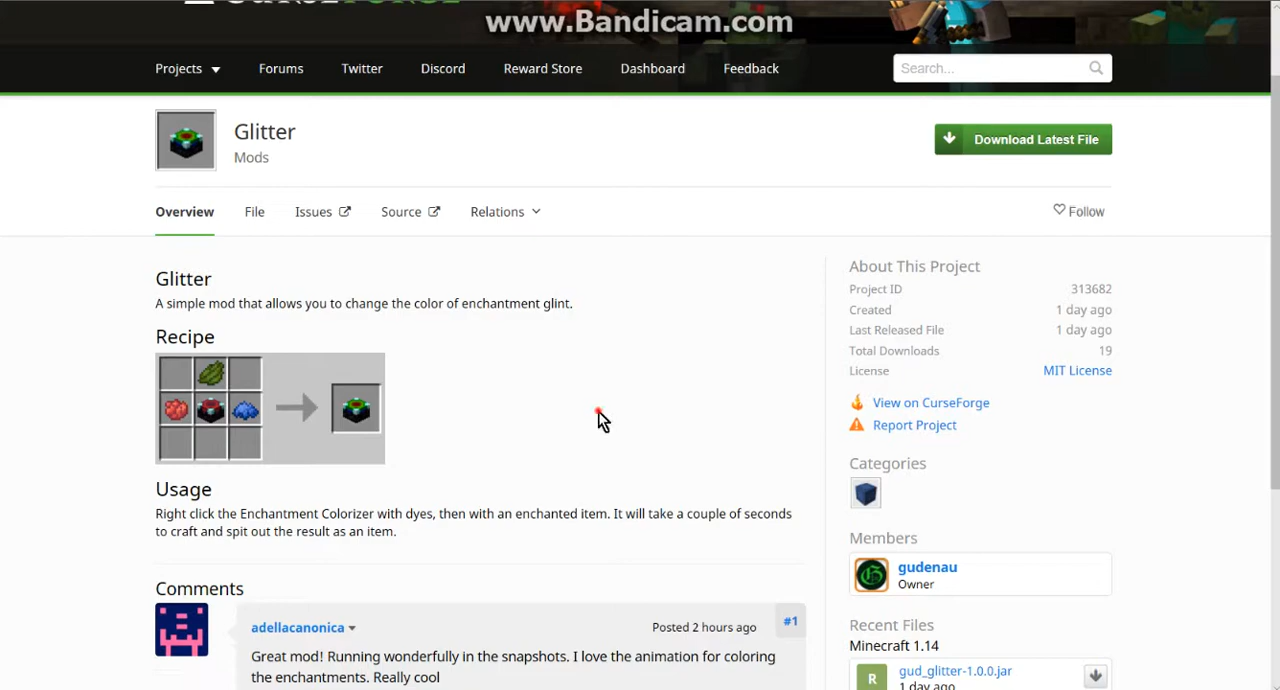 www.Bandicam.com
Projects Forums Twitter Discord Reward Store Dashboard Feedback Search...
Glitter
Mods
Download Latest File
Overview File Issues Source Relations Follow
Glitter
A simple mod that allows you to change the color of enchantment glint.
Recipe
Usage
Right click the Enchantment Colorizer with dyes, then with an enchanted item. It will take a couple of seconds
to craft and spit out the result as an item.
Comments
adellacanonica Posted 2 hours ago #1
Great mod! Running wonderfully in the snapshots. I love the animation for coloring
the enchantments. Really cool
About This Project
Project ID 313682
Created 1 day ago
Last Released File 1 day ago
Total Downloads 19
License MIT License
View on CurseForge
Report Project
Categories
Members
gudenau
Owner
Recent Files
Minecraft 1.14
R gud_glitter-1.0.0.jar
1 day ago